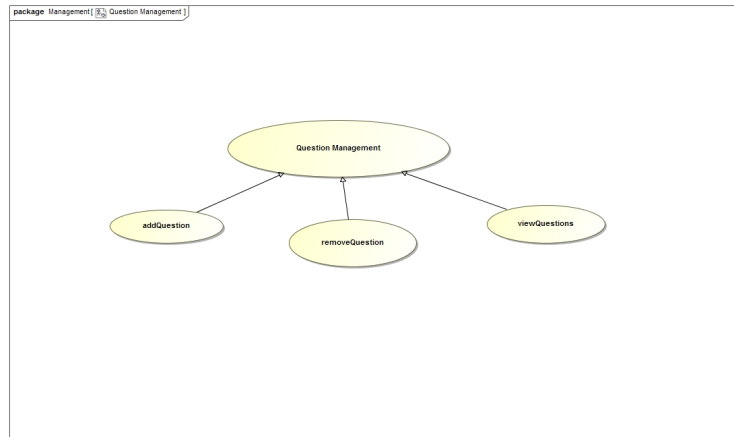 package Management [ Question Management ]
Question Management
addQuestion
removeQuestion
viewQuestions